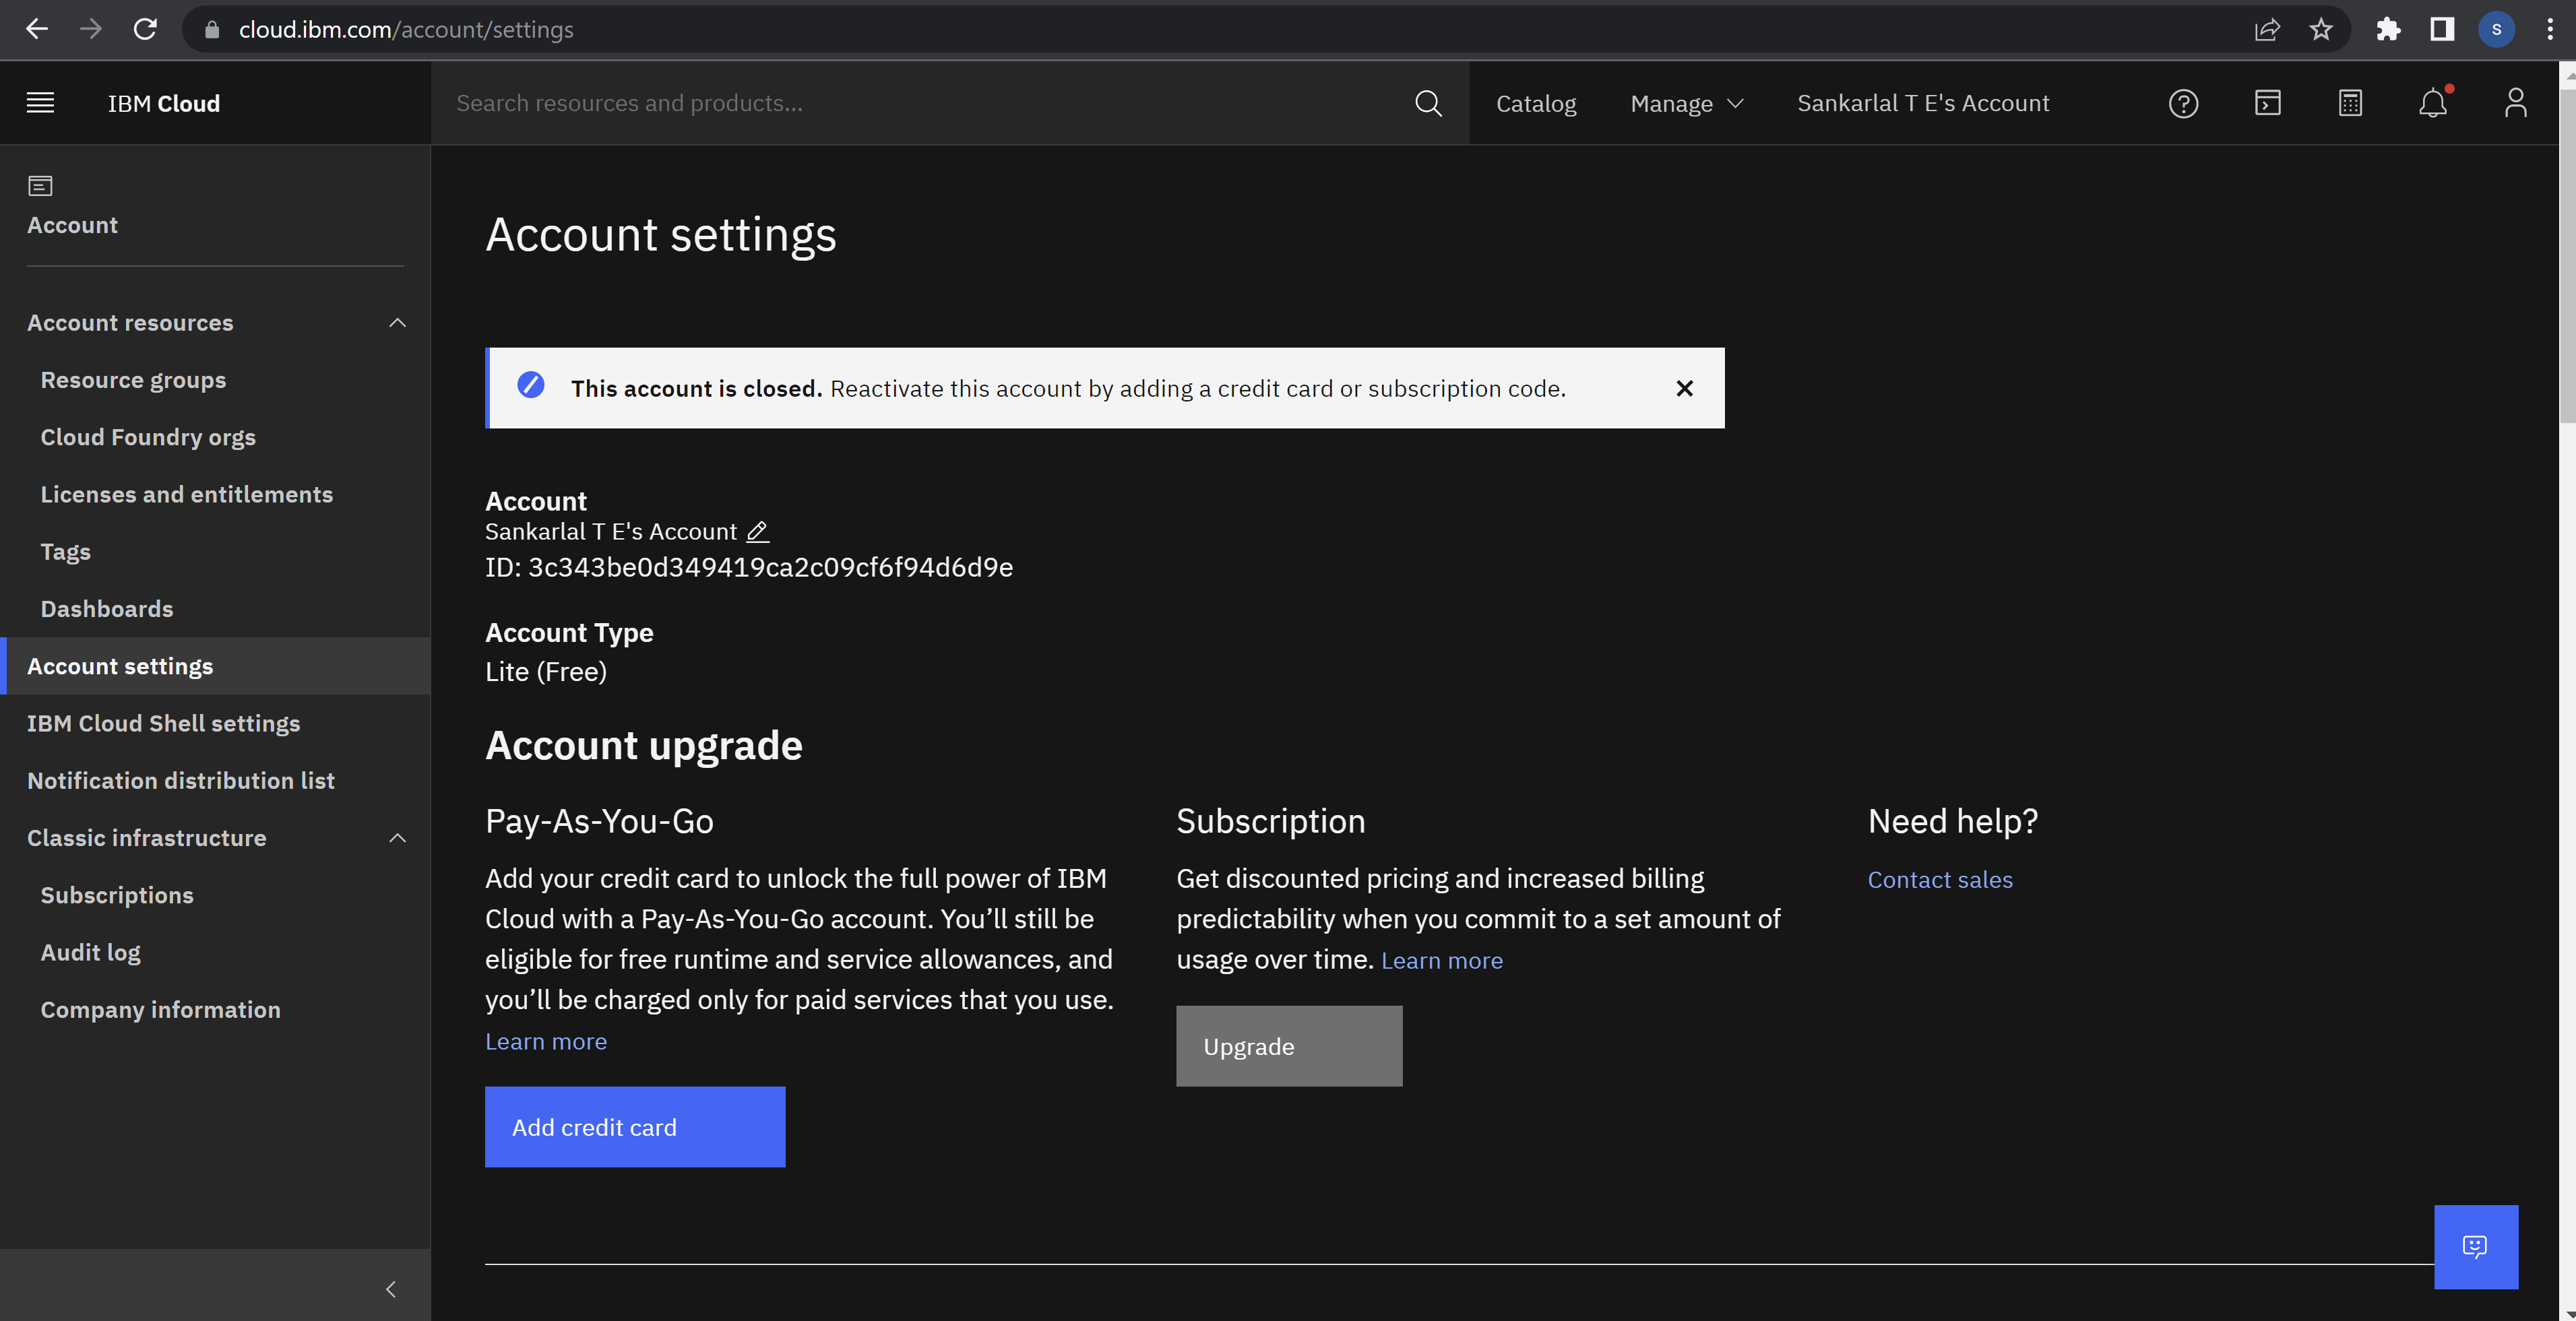 cloud.ibm.com/account/settings
S
IBM Cloud
Search resources and products...
Catalog
Manage
Sankarlal T E's Account
Account
Account resources
Resource groups
Cloud Foundry orgs
Licenses and entitlements
Tags
Dashboards
Account settings
IBM Cloud Shell settings
Notification distribution list
Classic infrastructure
Subscriptions
Audit log
Company information
Account settings
This account is closed. Reactivate this account by adding a credit card or subscription code.
Account
Sankarlal T E's Account
ID: 3c343be0d349419ca2c09cf6f94d6d9e
Account Type
Lite (Free)
Account upgrade
Pay-As-You-Go
Add your credit card to unlock the full power of IBM
Cloud with a Pay-As-You-Go account. You’ll still be
eligible for free runtime and service allowances, and
you’ll be charged only for paid services that you use.
Learn more
Add credit card
Subscription
Get discounted pricing and increased billing
predictability when you commit to a set amount of
usage over time. Learn more
Upgrade
Need help?
Contact sales